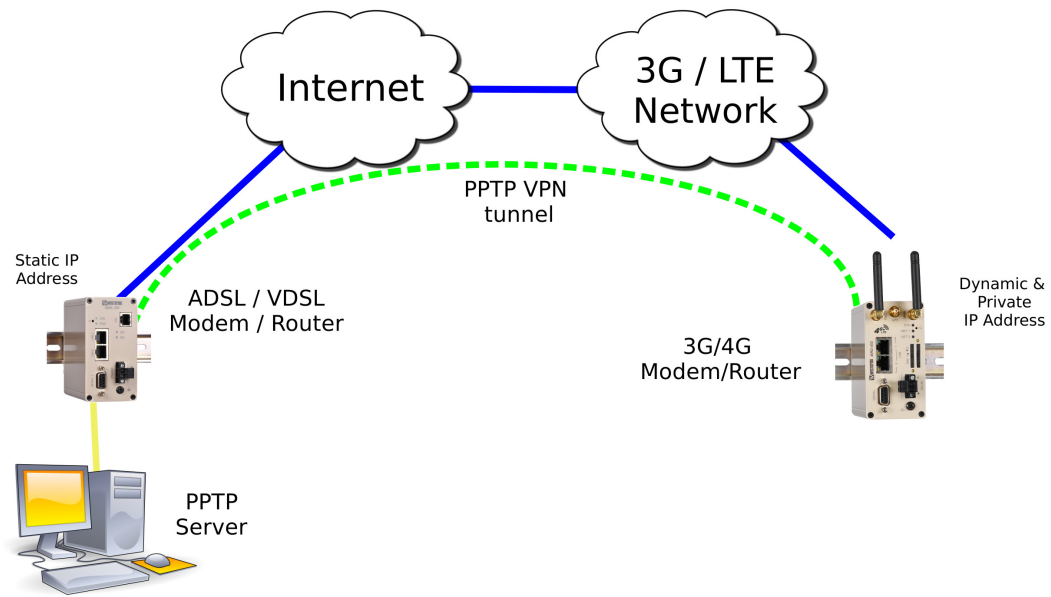 Internet
3G / LTE
Network
PPTP VPN
tunnel
Static IP
Address
ADSL / VDSL
Modem / Router
Dynamic &
Private
IP Address
3G/4G
Modem/Router
PPTP
Server